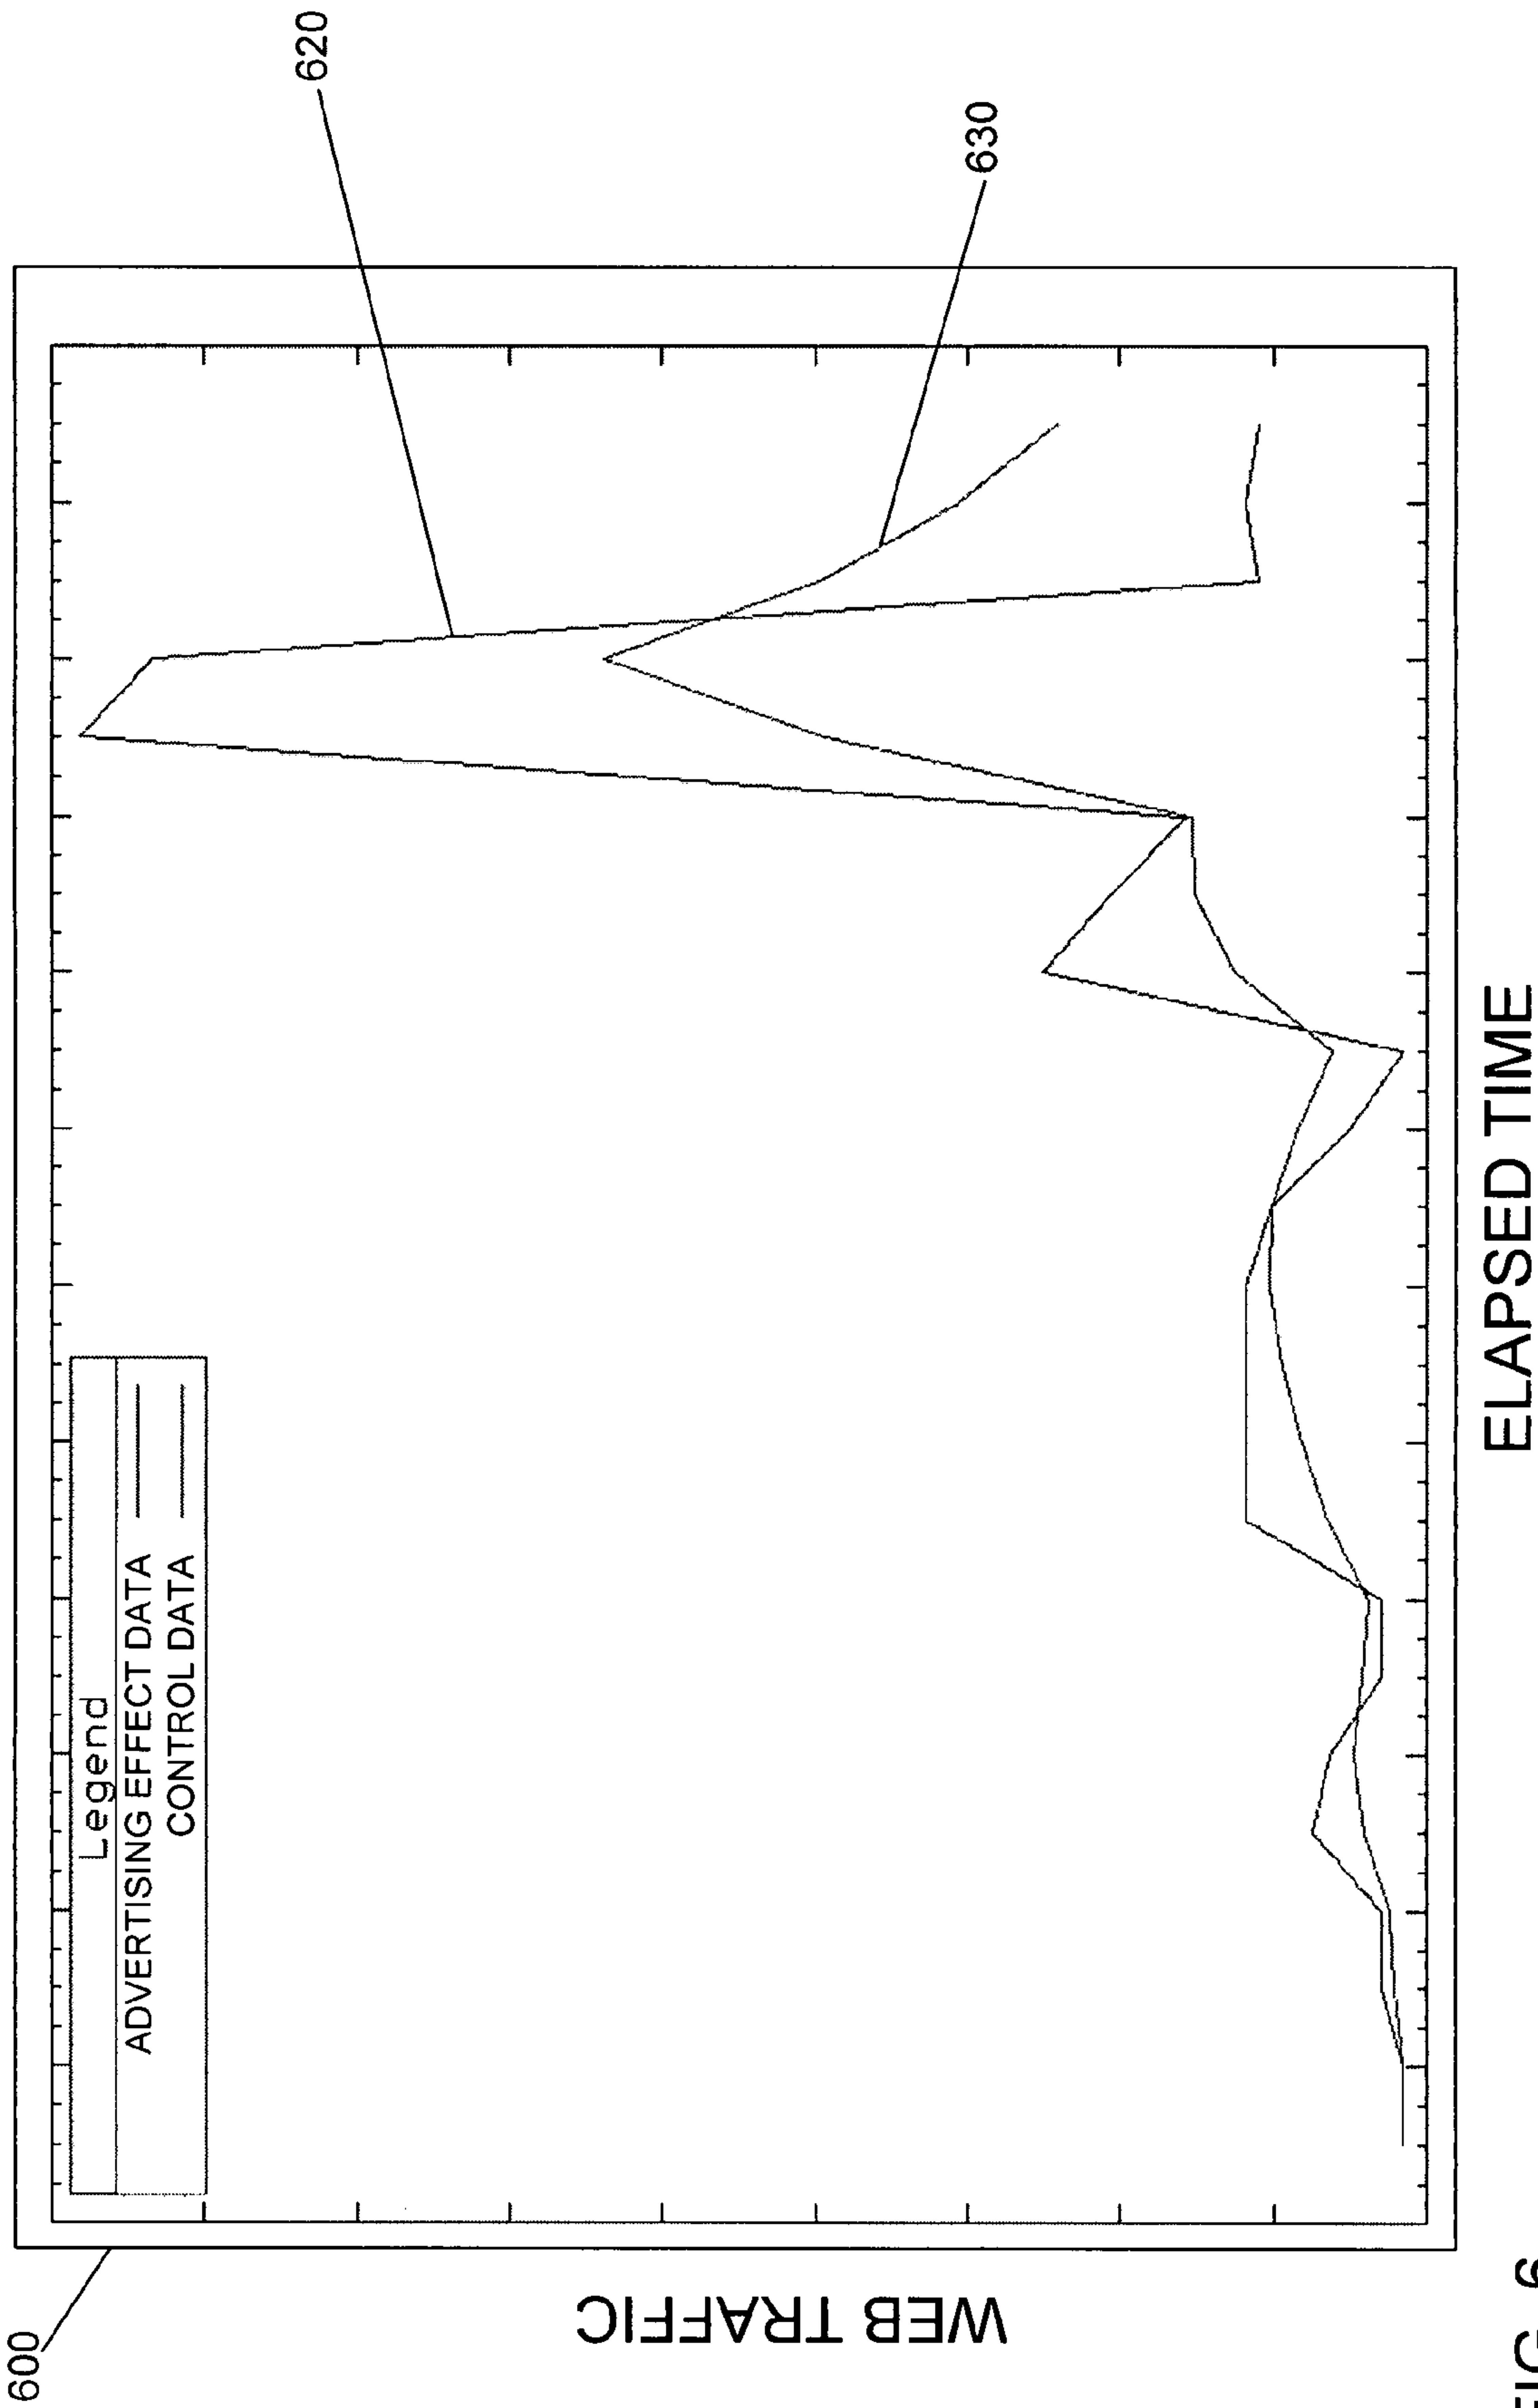 600
Legend
ADVERTISING EFFECT DATA
CONTROL DATA
620
630
WEB TRAFFIC
ELAPSED TIME